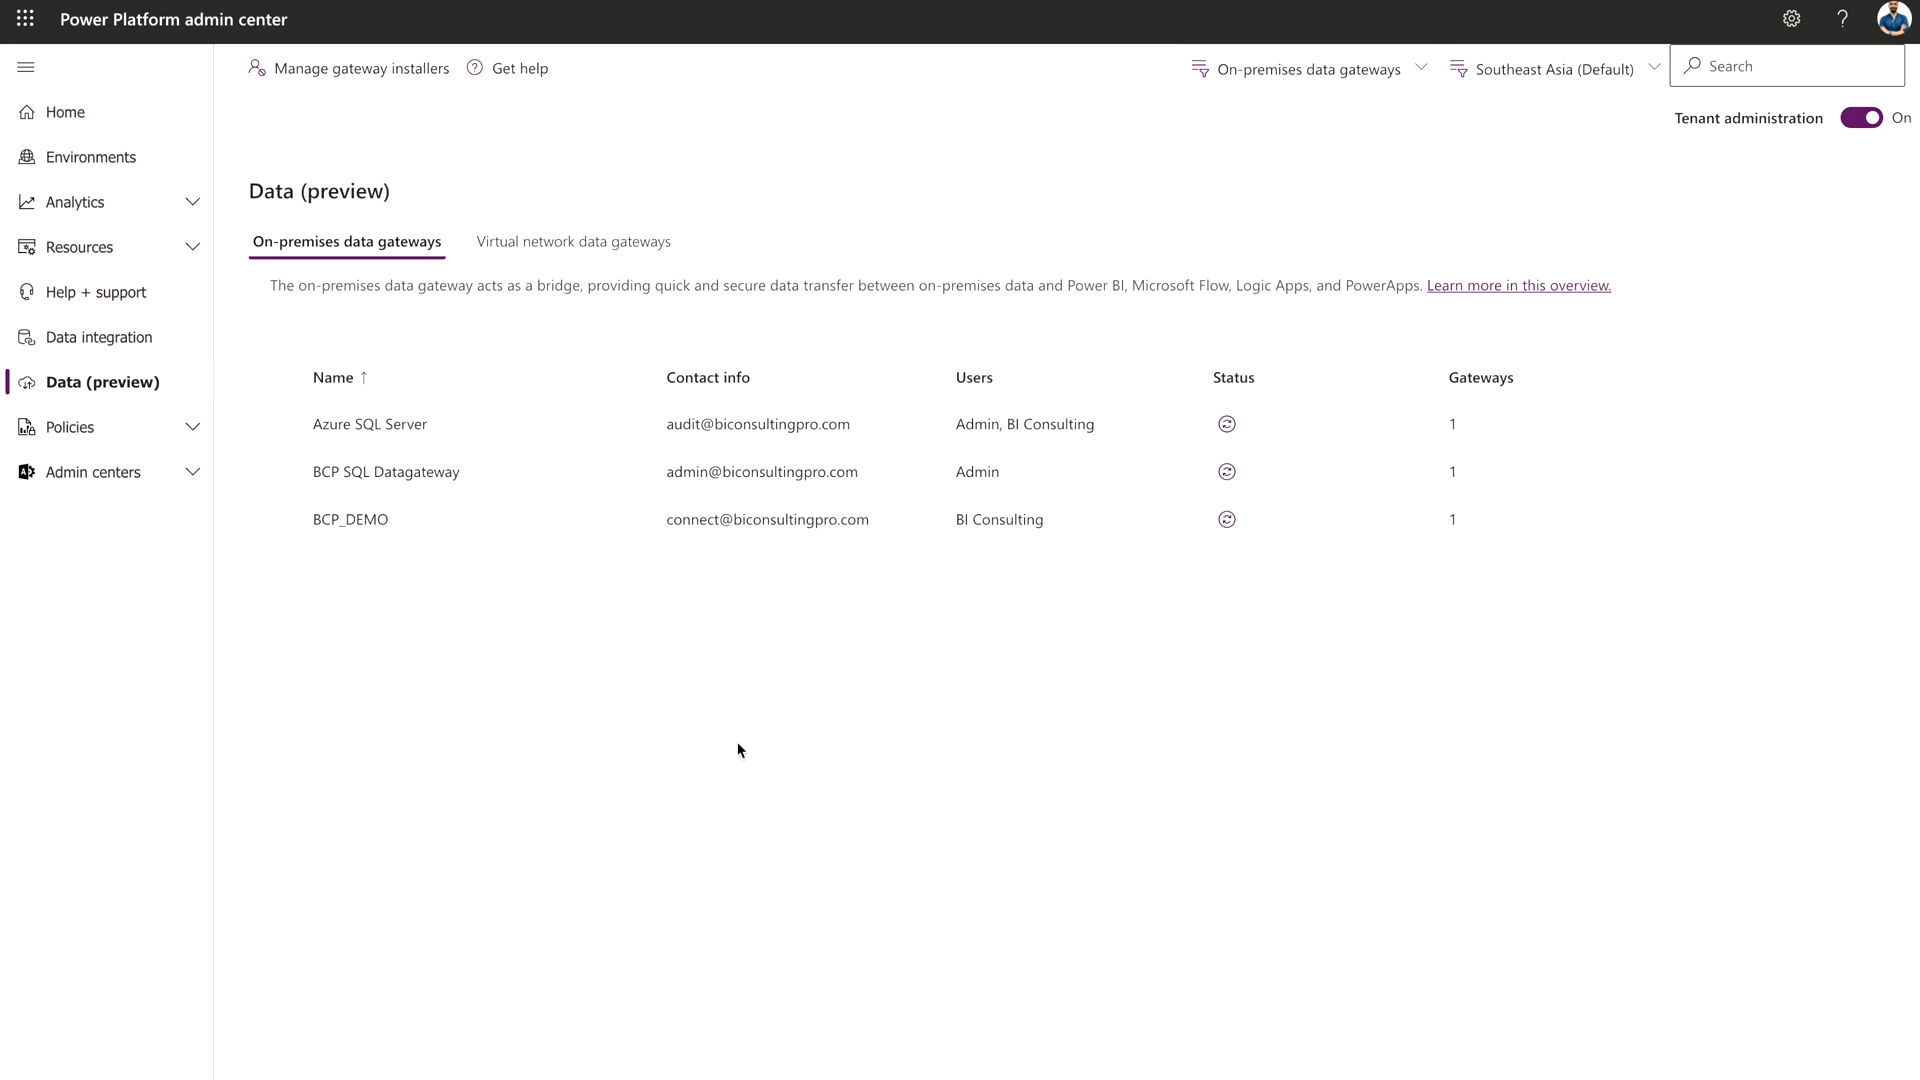 Power Platform admin center
Manage gateway installers
Get help
On-premises data gateways
Southeast Asia (Default)
Search
Tenant administration
On
Home
Environments
Analytics
Resources
Help + support
Data integration
Data (preview)
Policies
Admin centers
Data (preview)
On-premises data gateways
Virtual network data gateways
The on-premises data gateway acts as a bridge, providing quick and secure data transfer between on-premises data and Power BI, Microsoft Flow, Logic Apps, and PowerApps. Learn more in this overview.
Name ↑ Contact info Users Status Gateways
Azure SQL Server audit@biconsultingpro.com Admin, BI Consulting 1
BCP SQL Datagateway admin@biconsultingpro.com Admin 1
BCP_DEMO connect@biconsultingpro.com BI Consulting 1